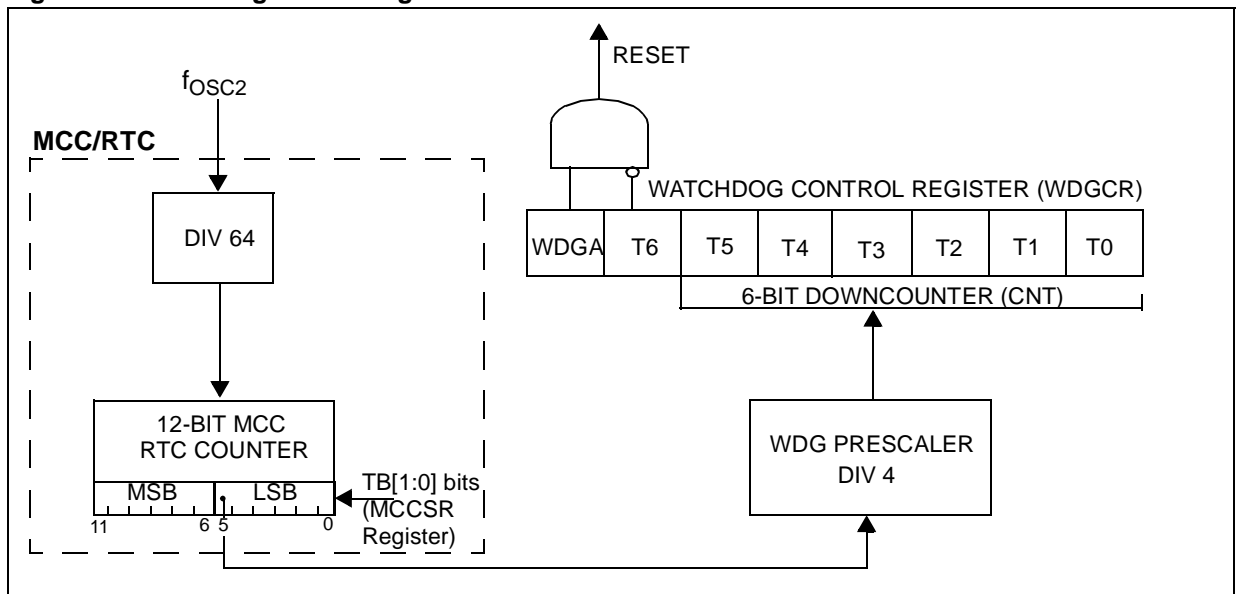 RESET
fOSC2
MCC/RTC
DIV 64
WATCHDOG CONTROL REGISTER (WDGCR)
WDGA T6 T5 T4 T3 T2 T1 T0
6-BIT DOWNCOUNTER (CNT)
12-BIT MCC
RTC COUNTER
MSB LSB
11 6 5 0
TB[1:0] bits
(MCCSR
Register)
WDG PRESCALER
DIV 4